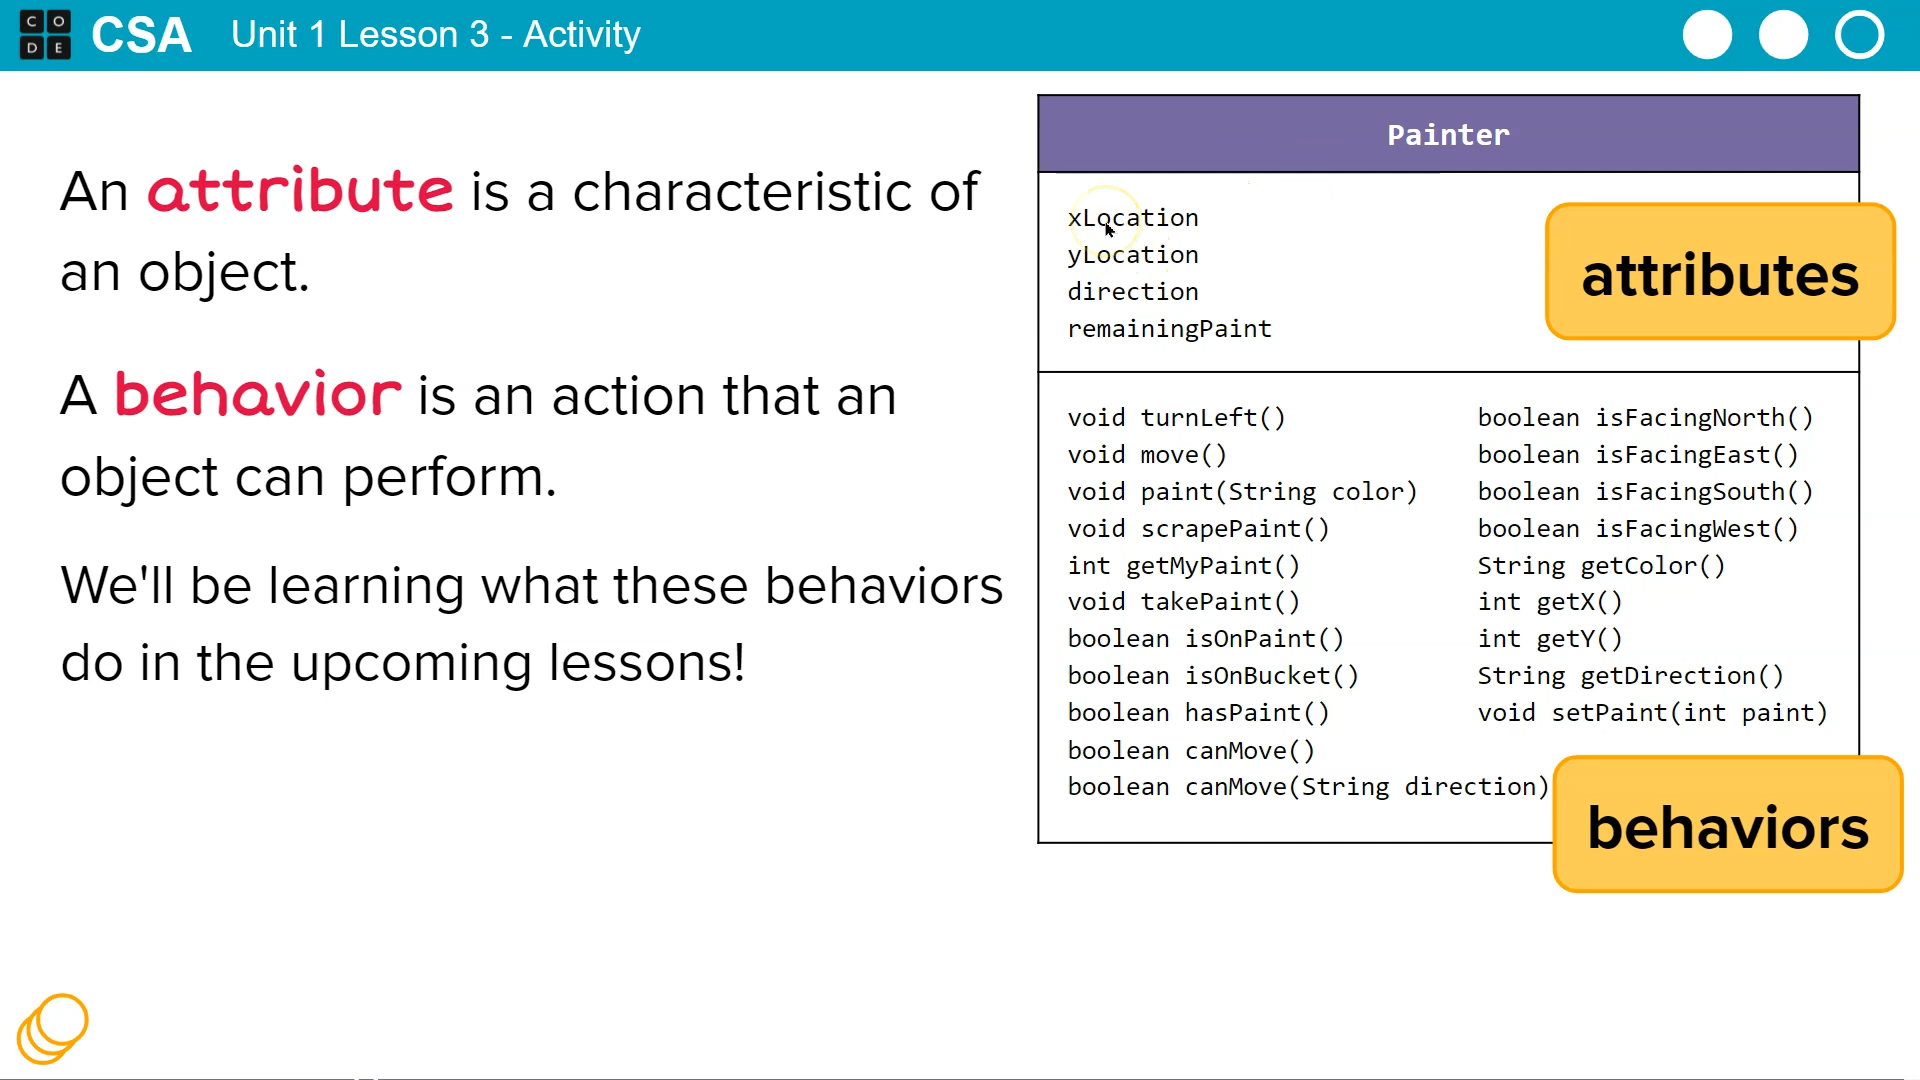 CODE
CSA Unit 1 Lesson 3 - Activity
An attribute is a characteristic of
an object.
A behavior is an action that an
object can perform.
We'll be learning what these behaviors
do in the upcoming lessons!
Painter
xLocation
yLocation
direction
remainingPaint
attributes
void turnLeft()
void move()
void paint(String color)
void scrapePaint()
int getMyPaint()
void takePaint()
boolean isOnPaint()
boolean isOnBucket()
boolean hasPaint()
boolean canMove()
boolean canMove(String direction)
boolean isFacingNorth()
boolean isFacingEast()
boolean isFacingSouth()
boolean isFacingWest()
String getColor()
int getX()
int getY()
String getDirection()
void setPaint(int paint)
behaviors